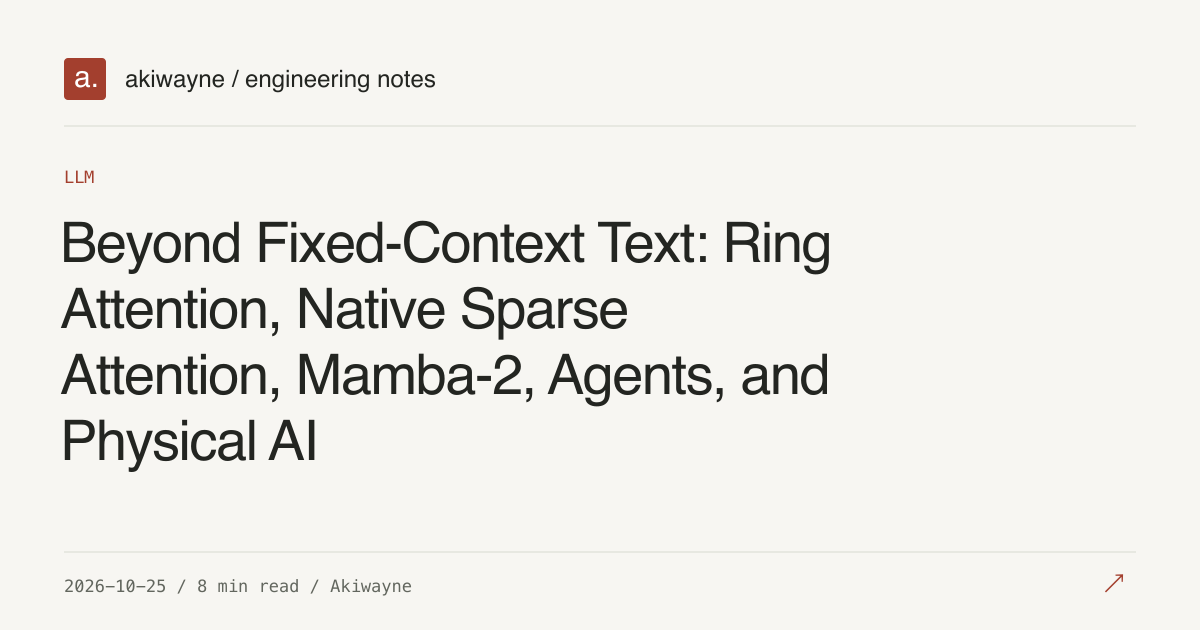 a.
akiwayne / engineering notes
LLM
Beyond Fixed-Context Text: Ring
Attention, Native Sparse
Attention, Mamba-2, Agents, and
Physical AI
2026-10-25 / 8 min read / Akiwayne